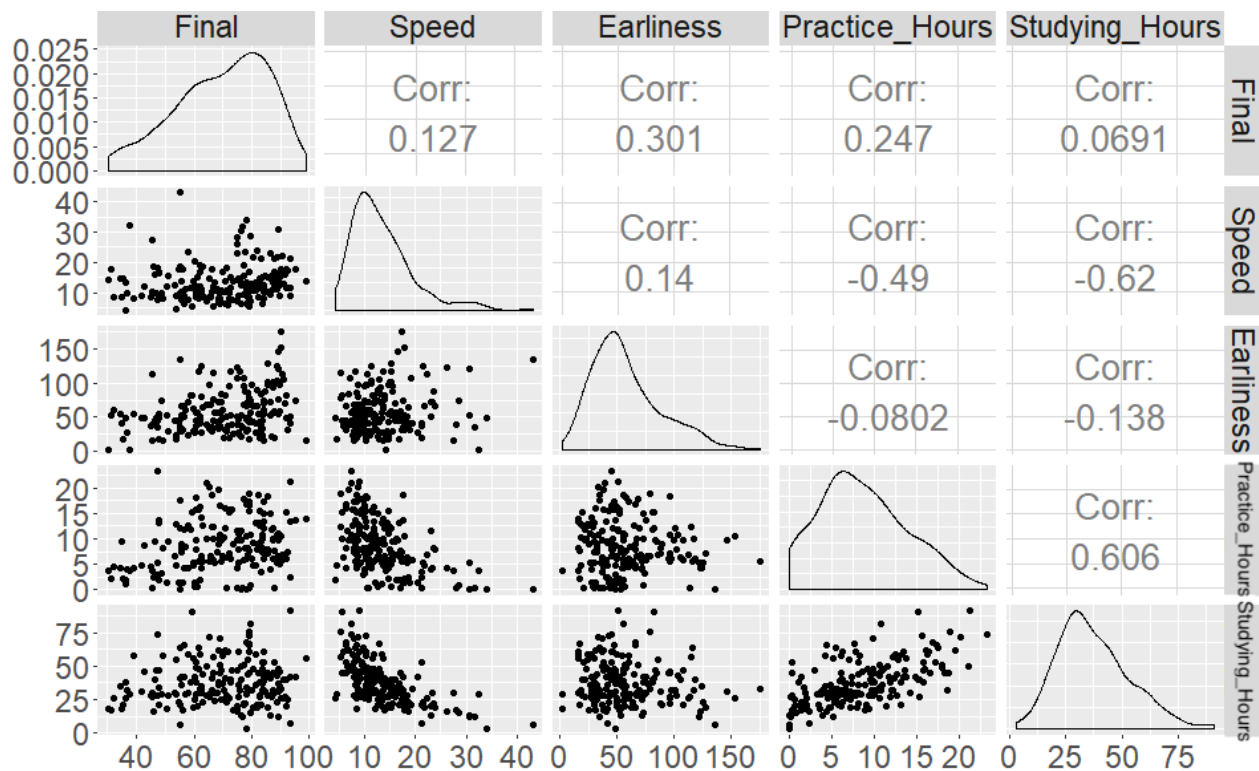 Final Speed Earliness Practice_Hours Studying_Hours
0.025
0.020
0.015
0.010
0.005
0.000
Corr:
0.127
Corr:
0.301
Corr:
0.247
Corr:
0.0691
Final
40
30
20
10
Corr:
0.14
Corr:
-0.49
Corr:
-0.62
Speed
150
100
50
0
Corr:
-0.0802
Corr:
-0.138
Earliness
20
15
10
5
0
Corr:
0.606
Practice_Hours
75
50
25
0
Studying_Hours
40 60 80 100 10 20 30 40 0 50 100 150 0 5 10 15 20 0 25 50 75